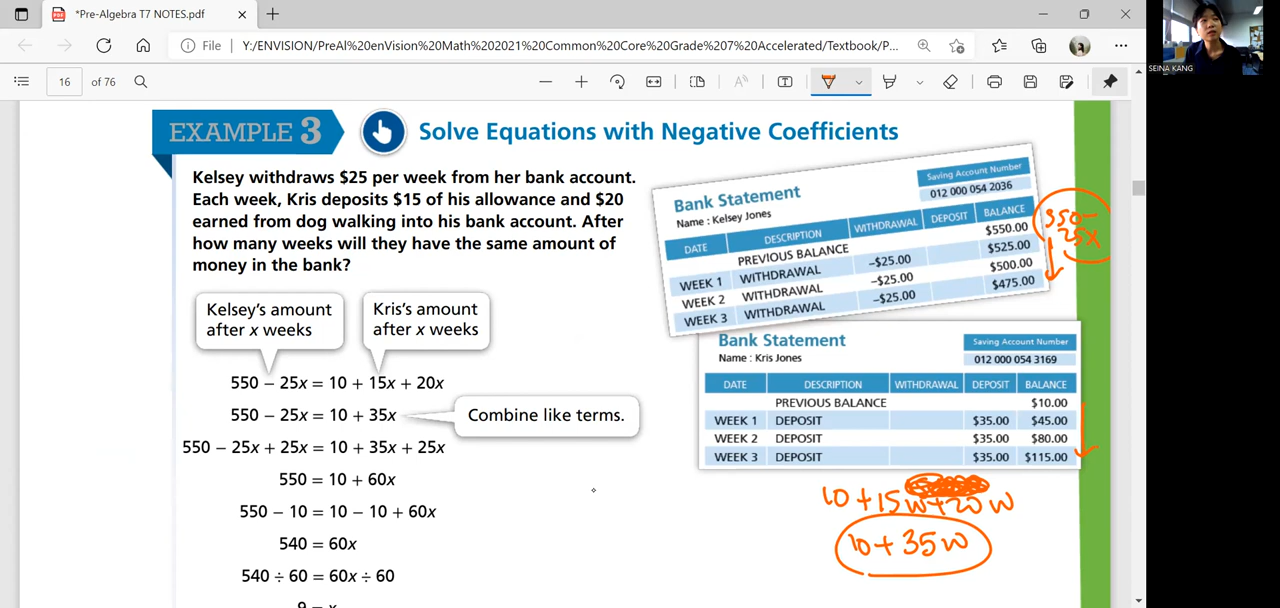 *Pre-Algebra T7 NOTES.pdf
File
Y:/ENVISION/PreAl%20enVision%20Math%202021%20Common%20Core%20Grade%207%20Accelerated/Textbook/P...
16
of 76
SEINA KANG
EXAMPLE 3
Solve Equations with Negative Coefficients
Kelsey withdraws $25 per week from her bank account.
Each week, Kris deposits $15 of his allowance and $20
earned from dog walking into his bank account. After
how many weeks will they have the same amount of
money in the bank?
Kelsey's amount
after x weeks
Kris's amount
after x weeks
550 − 25x = 10 + 15x + 20x
550 − 25x = 10 + 35x
Combine like terms.
550 − 25x + 25x = 10 + 35x + 25x
550 = 10 + 60x
550 − 10 = 10 − 10 + 60x
540 = 60x
540 ÷ 60 = 60x ÷ 60
9 = x
Bank Statement
Name : Kelsey Jones
Saving Account Number
012 000 054 2036
DATE DESCRIPTION WITHDRAWAL DEPOSIT BALANCE
PREVIOUS BALANCE $550.00
WEEK 1 WITHDRAWAL –$25.00 $525.00
WEEK 2 WITHDRAWAL –$25.00 $500.00
WEEK 3 WITHDRAWAL –$25.00 $475.00
550-
25x
Bank Statement
Name : Kris Jones
Saving Account Number
012 000 054 3169
DATE DESCRIPTION WITHDRAWAL DEPOSIT BALANCE
PREVIOUS BALANCE $10.00
WEEK 1 DEPOSIT $35.00 $45.00
WEEK 2 DEPOSIT $35.00 $80.00
WEEK 3 DEPOSIT $35.00 $115.00
10+15w+20w
10+35w